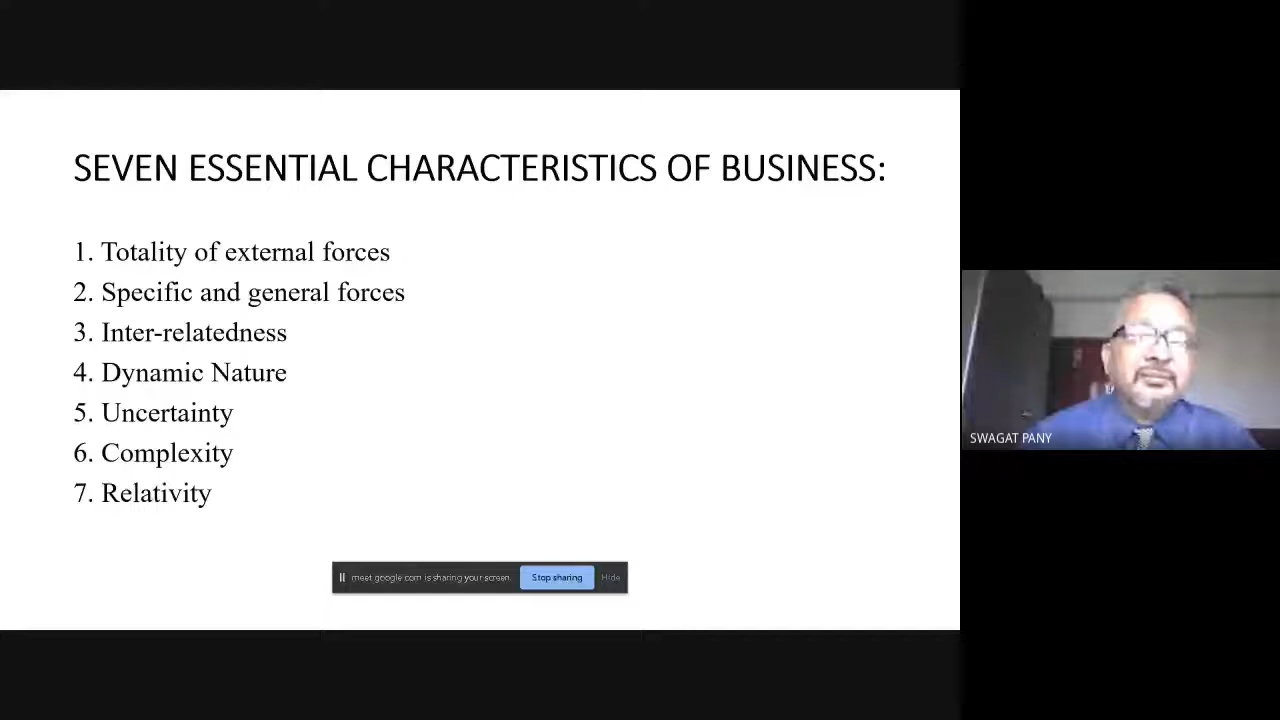 SEVEN ESSENTIAL CHARACTERISTICS OF BUSINESS:
1. Totality of external forces
2. Specific and general forces
3. Inter-relatedness
4. Dynamic Nature
5. Uncertainty
6. Complexity
7. Relativity
meet.google.com is sharing your screen. Stop sharing Hide
SWAGAT PANY